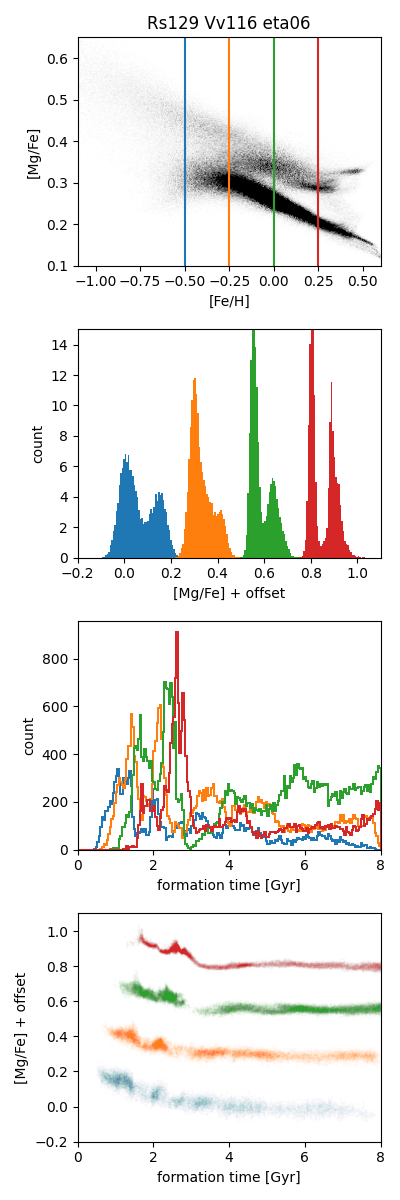 Rs129 Vv116 eta06
0.6
0.5
0.4
0.3
0.2
0.1
[Mg/Fe]
−1.00 −0.75 −0.50 −0.25 0.00 0.25 0.50
[Fe/H]
14
12
10
8
6
4
2
0
count
−0.2 0.0 0.2 0.4 0.6 0.8 1.0
[Mg/Fe] + offset
800
600
400
200
0
count
0 2 4 6 8
formation time [Gyr]
1.0
0.8
0.6
0.4
0.2
0.0
−0.2
[Mg/Fe] + offset
0 2 4 6 8
formation time [Gyr]